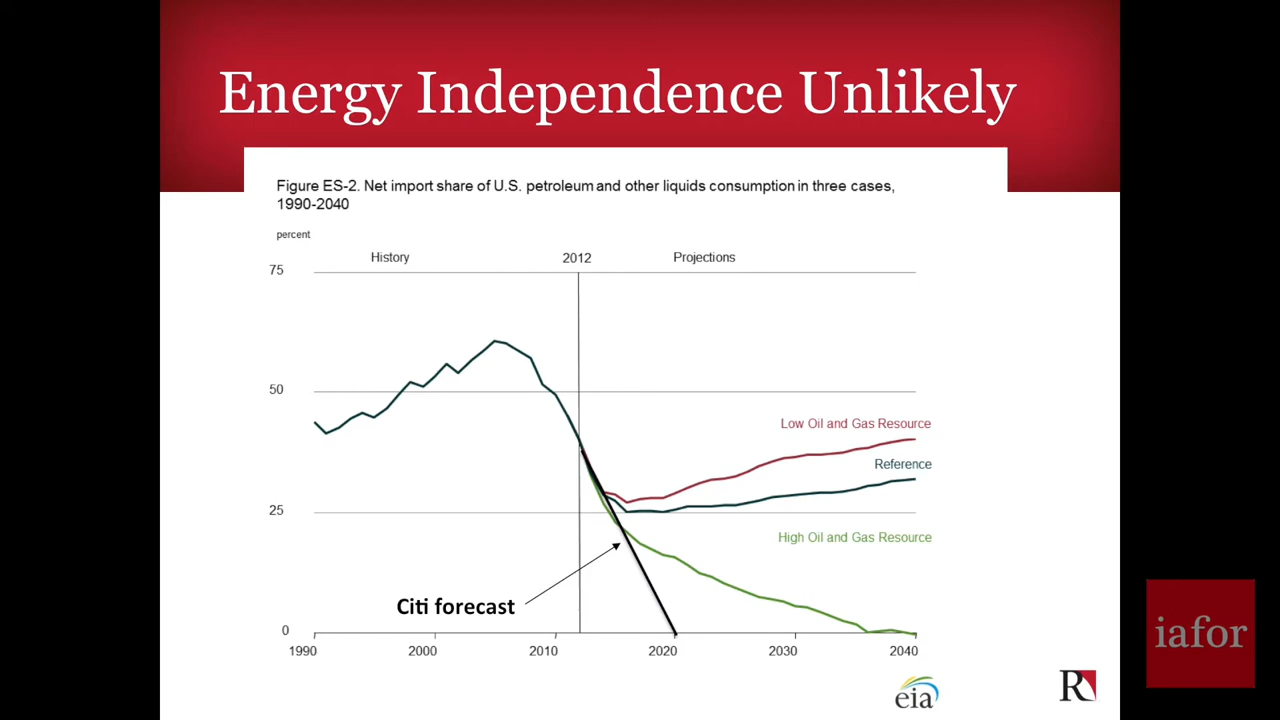 Energy Independence Unlikely
Figure ES-2. Net import share of U.S. petroleum and other liquids consumption in three cases,
1990-2040
percent
History
2012
Projections
75
50
25
0
Low Oil and Gas Resource
Reference
High Oil and Gas Resource
Citi forecast
1990
2000
2010
2020
2030
2040
eia
R
iafor